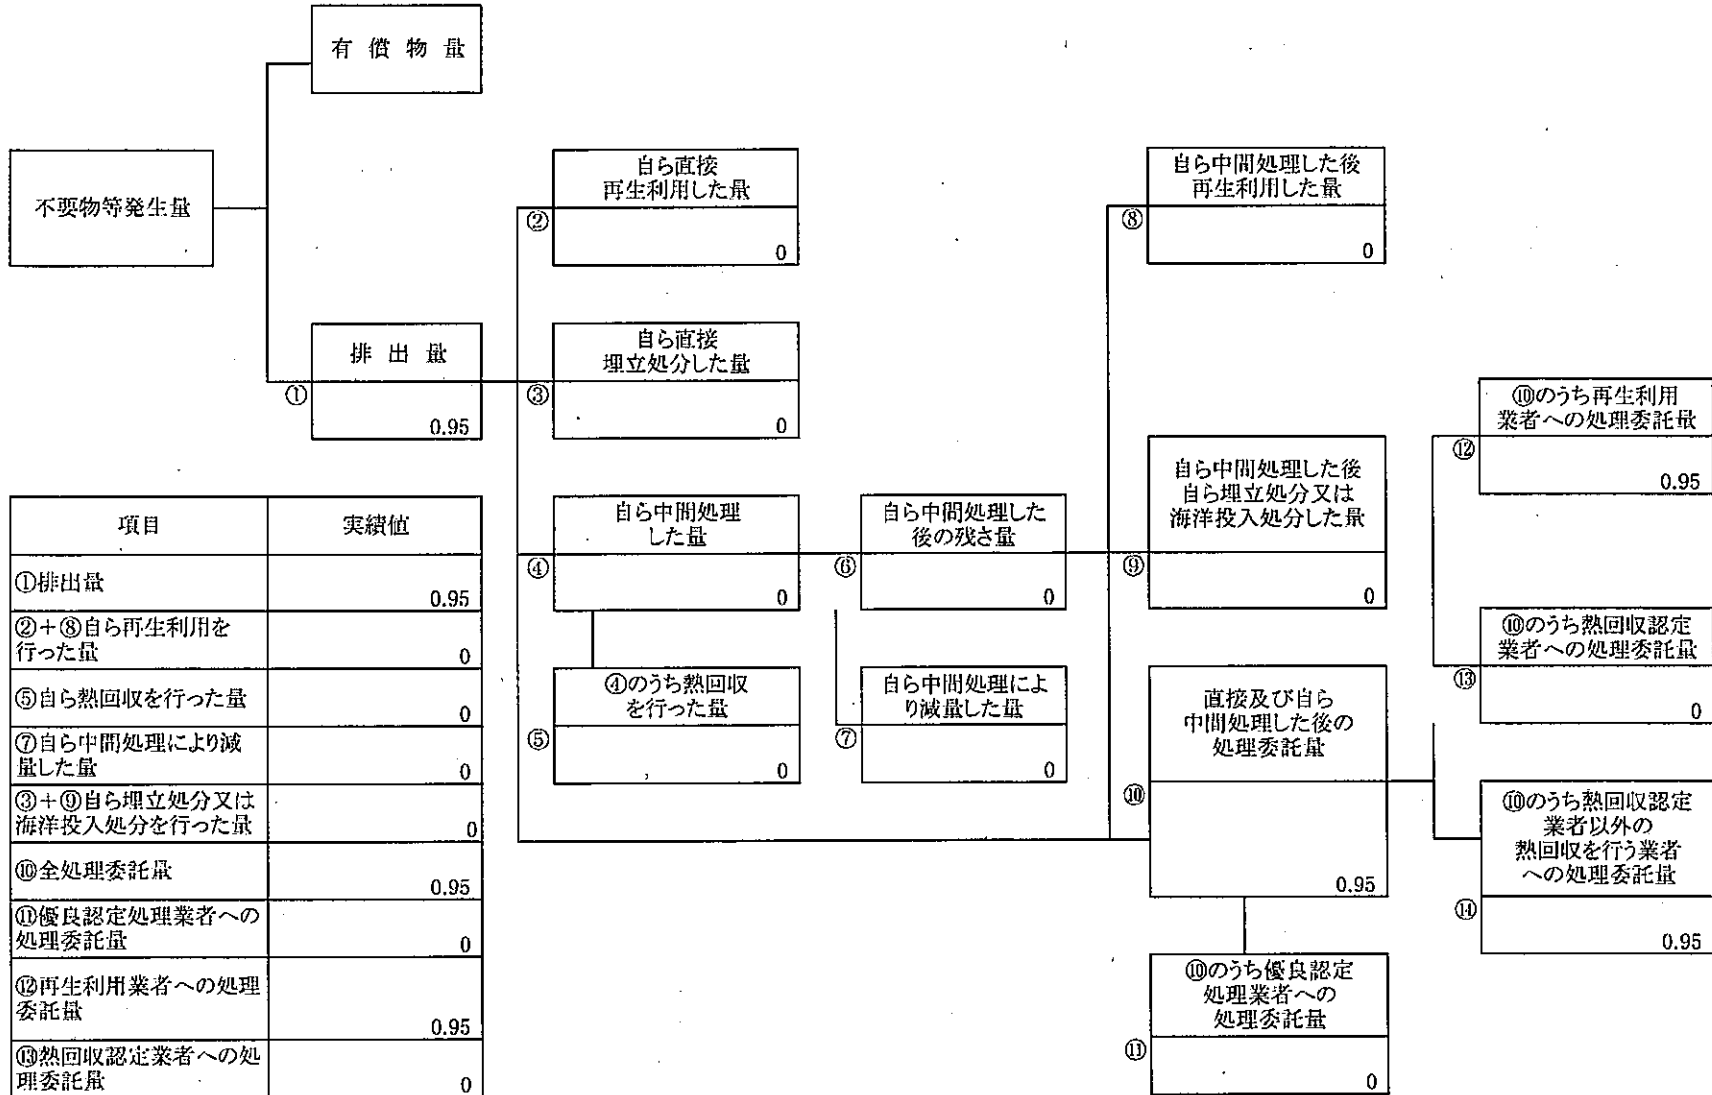 有 償 物 量
不要物等発生量
自ら直接
再生利用した量
②
0
自ら中間処理した後
再生利用した量
⑧
0
排 出 量
①
0.95
自ら直接
埋立処分した量
③
0
⑩のうち再生利用
業者への処理委託量
⑫
0.95
自ら中間処理
した量
④
0
自ら中間処理した
後の残さ量
⑥
0
自ら中間処理した後
自ら埋立処分又は
海洋投入処分した量
⑨
0
⑩のうち熱回収認定
業者への処理委託量
⑬
0
④のうち熱回収
を行った量
⑤
0
自ら中間処理によ
り減量した量
⑦
0
直接及び自ら
中間処理した後の
処理委託量
⑩
0.95
⑩のうち熱回収認定
業者以外の
熱回収を行う業者
への処理委託量
⑭
0.95
⑩のうち優良認定
処理業者への
処理委託量
⑪
0
項目 実績値
①排出量
0.95
②+⑧自ら再生利用を
行った量 0
⑤自ら熱回収を行った量
0
⑦自ら中間処理により減
量した量 0
③+⑨自ら埋立処分又は
海洋投入処分を行った量 0
⑩全処理委託量
0.95
⑪優良認定処理業者への
処理委託量 0
⑫再生利用業者への処理
委託量
0.95
⑬熱回収認定業者への処
理委託量 0